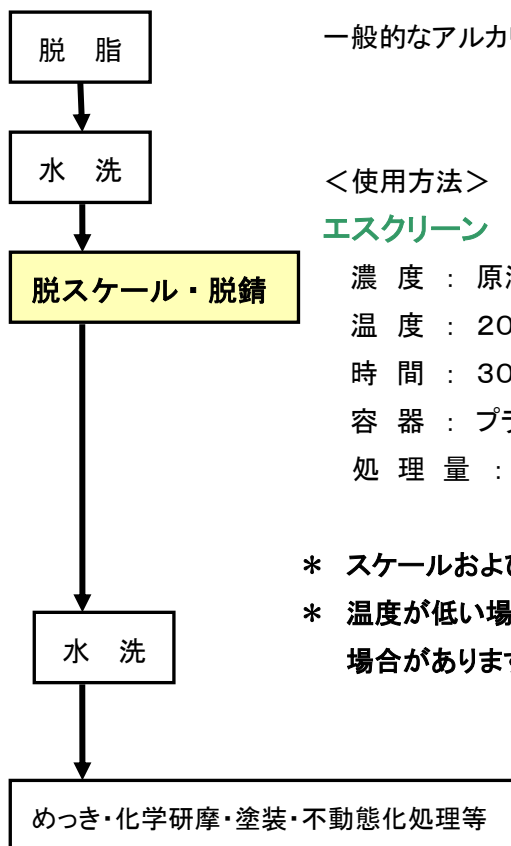 脱　脂
一般的なアルカ
水　洗
＜使用方法＞
エスクリーン
脱スケール・脱錆
濃　度　：　原
温　度　：　２０
時　間　：　３０
容　器　：　プラ
処　理　量　：
＊　スケールおよび
＊　温度が低い場
場合があります
水　洗
めっき・化学研摩・塗装・不動態化処理等